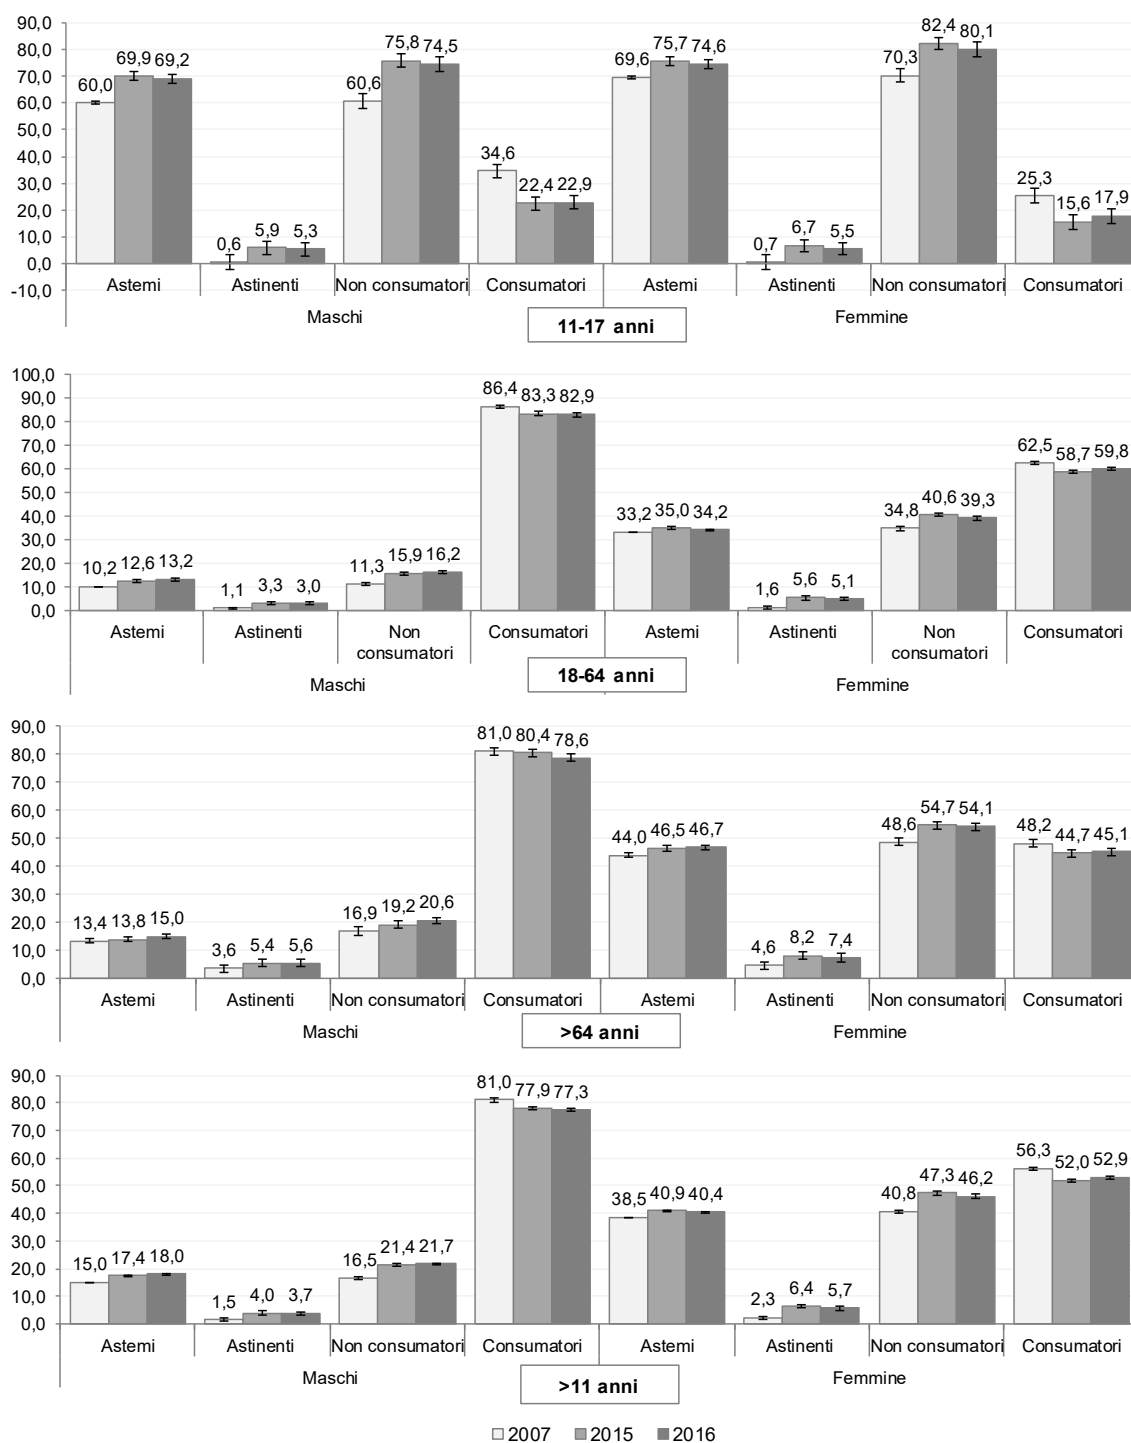 90,0
80,0
70,0
60,0
50,0
40,0
30,0
20,0
10,0
0,0
-10,0
60,0 69,9 69,2
0,6 5,9 5,3
60,6 75,8 74,5
34,6 22,4 22,9
69,6 75,7 74,6
0,7 6,7 5,5
70,3 82,4 80,1
25,3 15,6 17,9
Astemi Astinenti Non consumatori Consumatori Astemi Astinenti Non consumatori Consumatori
Maschi Femmine
11-17 anni
100,0
90,0
80,0
70,0
60,0
50,0
40,0
30,0
20,0
10,0
0,0
10,2 12,6 13,2
1,1 3,3 3,0
11,3 15,9 16,2
86,4 83,3 82,9
33,2 35,0 34,2
1,6 5,6 5,1
34,8 40,6 39,3
62,5 58,7 59,8
Astemi Astinenti Non consumatori Consumatori Astemi Astinenti Non consumatori Consumatori
Maschi Femmine
18-64 anni
90,0
80,0
70,0
60,0
50,0
40,0
30,0
20,0
10,0
0,0
13,4 13,8 15,0
3,6 5,4 5,6
16,9 19,2 20,6
81,0 80,4 78,6
44,0 46,5 46,7
4,6 8,2 7,4
48,6 54,7 54,1
48,2 44,7 45,1
Astemi Astinenti Non consumatori Consumatori Astemi Astinenti Non consumatori Consumatori
Maschi Femmine
>64 anni
90,0
80,0
70,0
60,0
50,0
40,0
30,0
20,0
10,0
0,0
15,0 17,4 18,0
1,5 4,0 3,7
16,5 21,4 21,7
81,0 77,9 77,3
38,5 40,9 40,4
2,3 6,4 5,7
40,8 47,3 46,2
56,3 52,0 52,9
Astemi Astinenti Non consumatori Consumatori Astemi Astinenti Non consumatori Consumatori
Maschi Femmine
>11 anni
2007 2015 2016